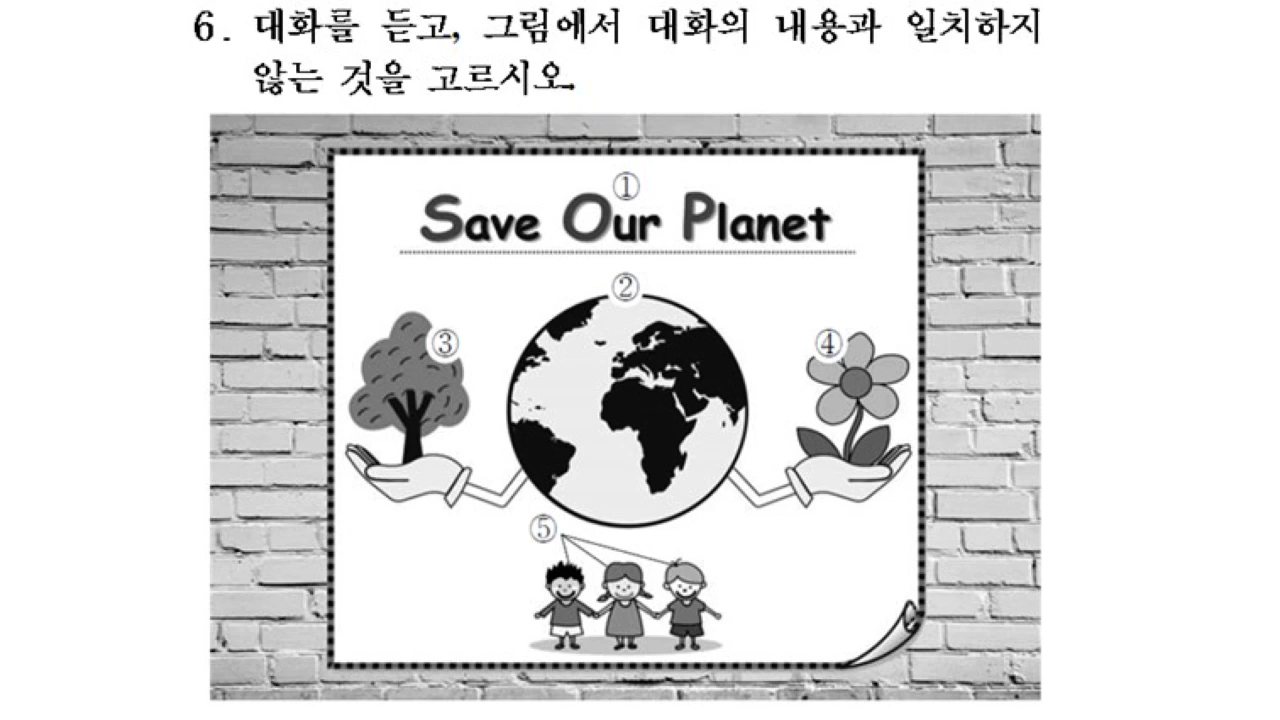 6. 대화를 듣고, 그림에서 대화의 내용과 일치하지
않는 것을 고르시오.
①
Save Our Planet
②
③
④
⑤